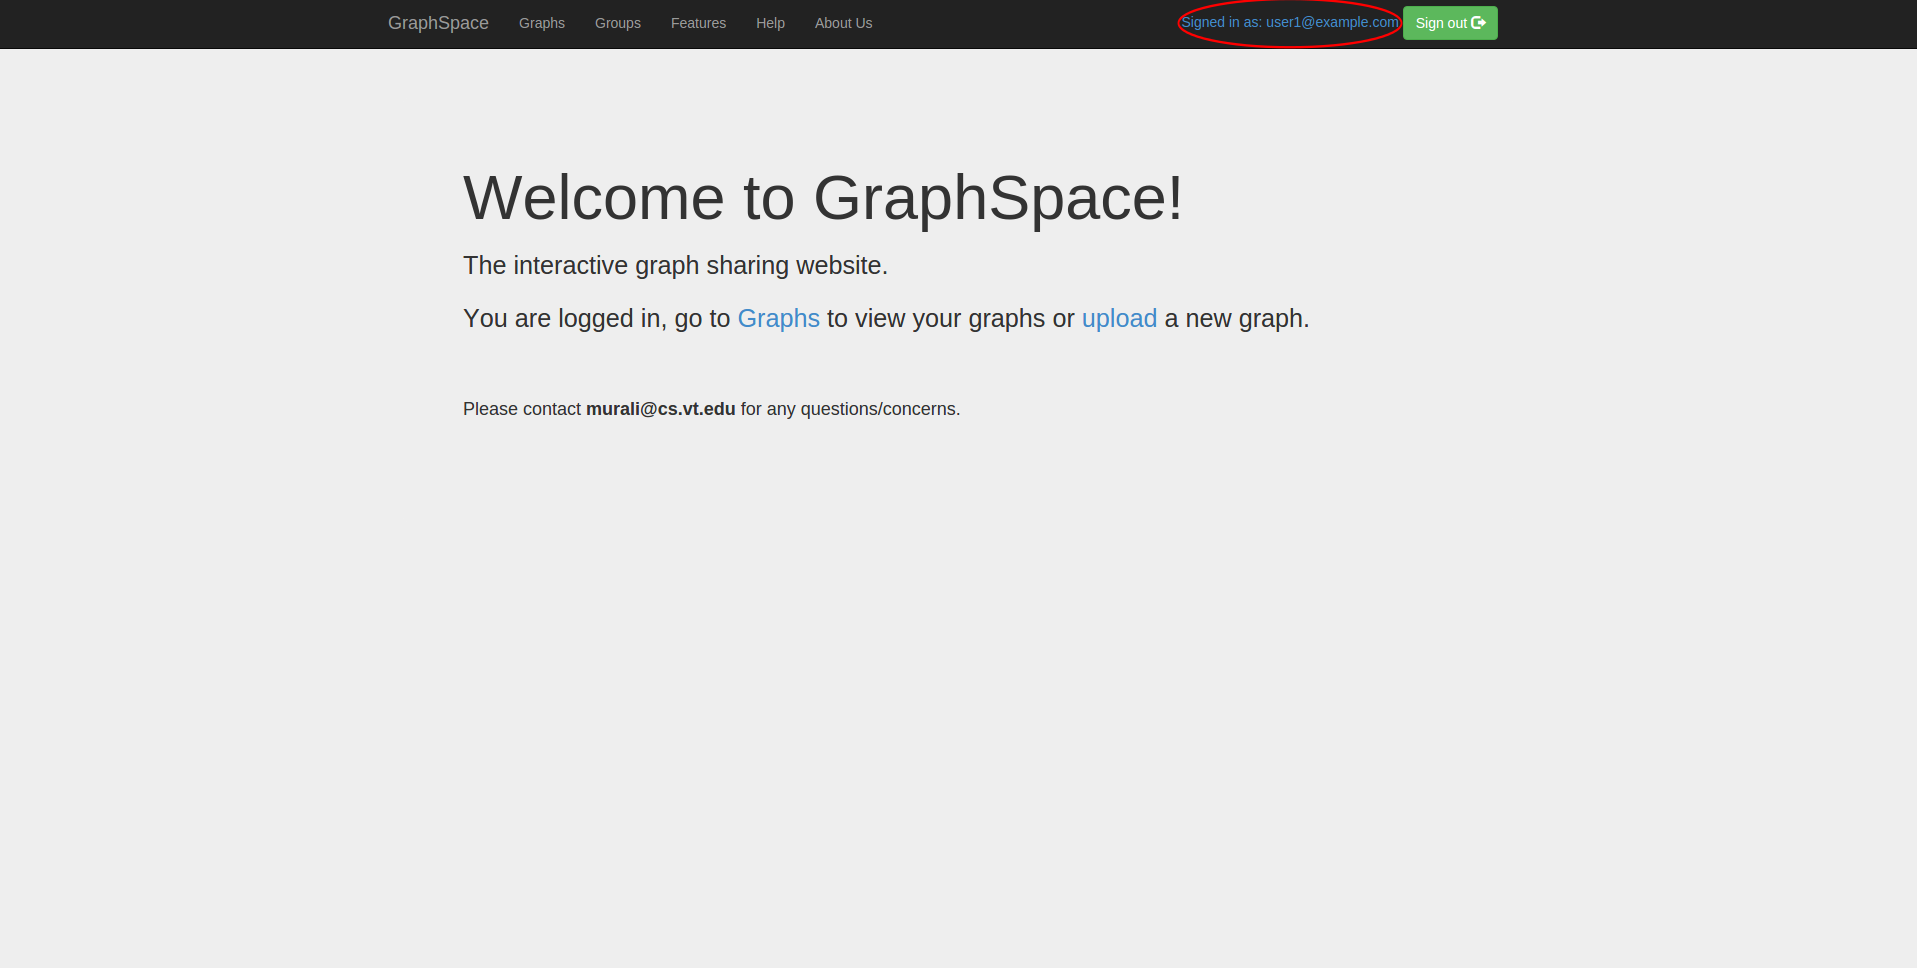 GraphSpace Graphs Groups Features Help About Us Signed in as: user1@example.com Sign out
Welcome to GraphSpace!
The interactive graph sharing website.
You are logged in, go to Graphs to view your graphs or upload a new graph.
Please contact murali@cs.vt.edu for any questions/concerns.